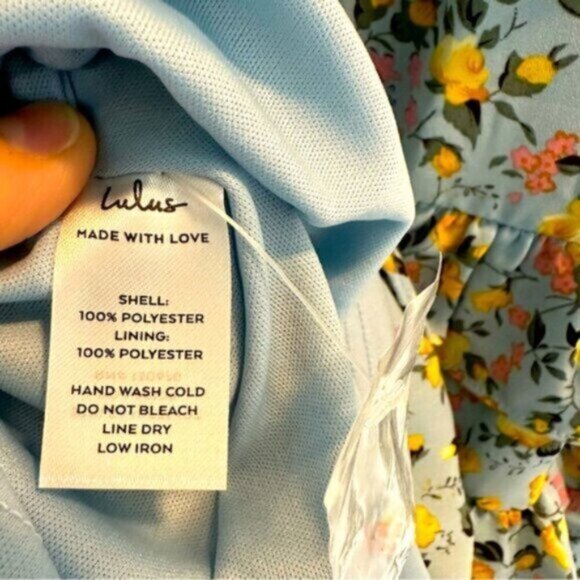 Lulus
MADE WITH LOVE
SHELL:
100% POLYESTER
LINING:
100% POLYESTER
HAND WASH COLD
DO NOT BLEACH
LINE DRY
LOW IRON